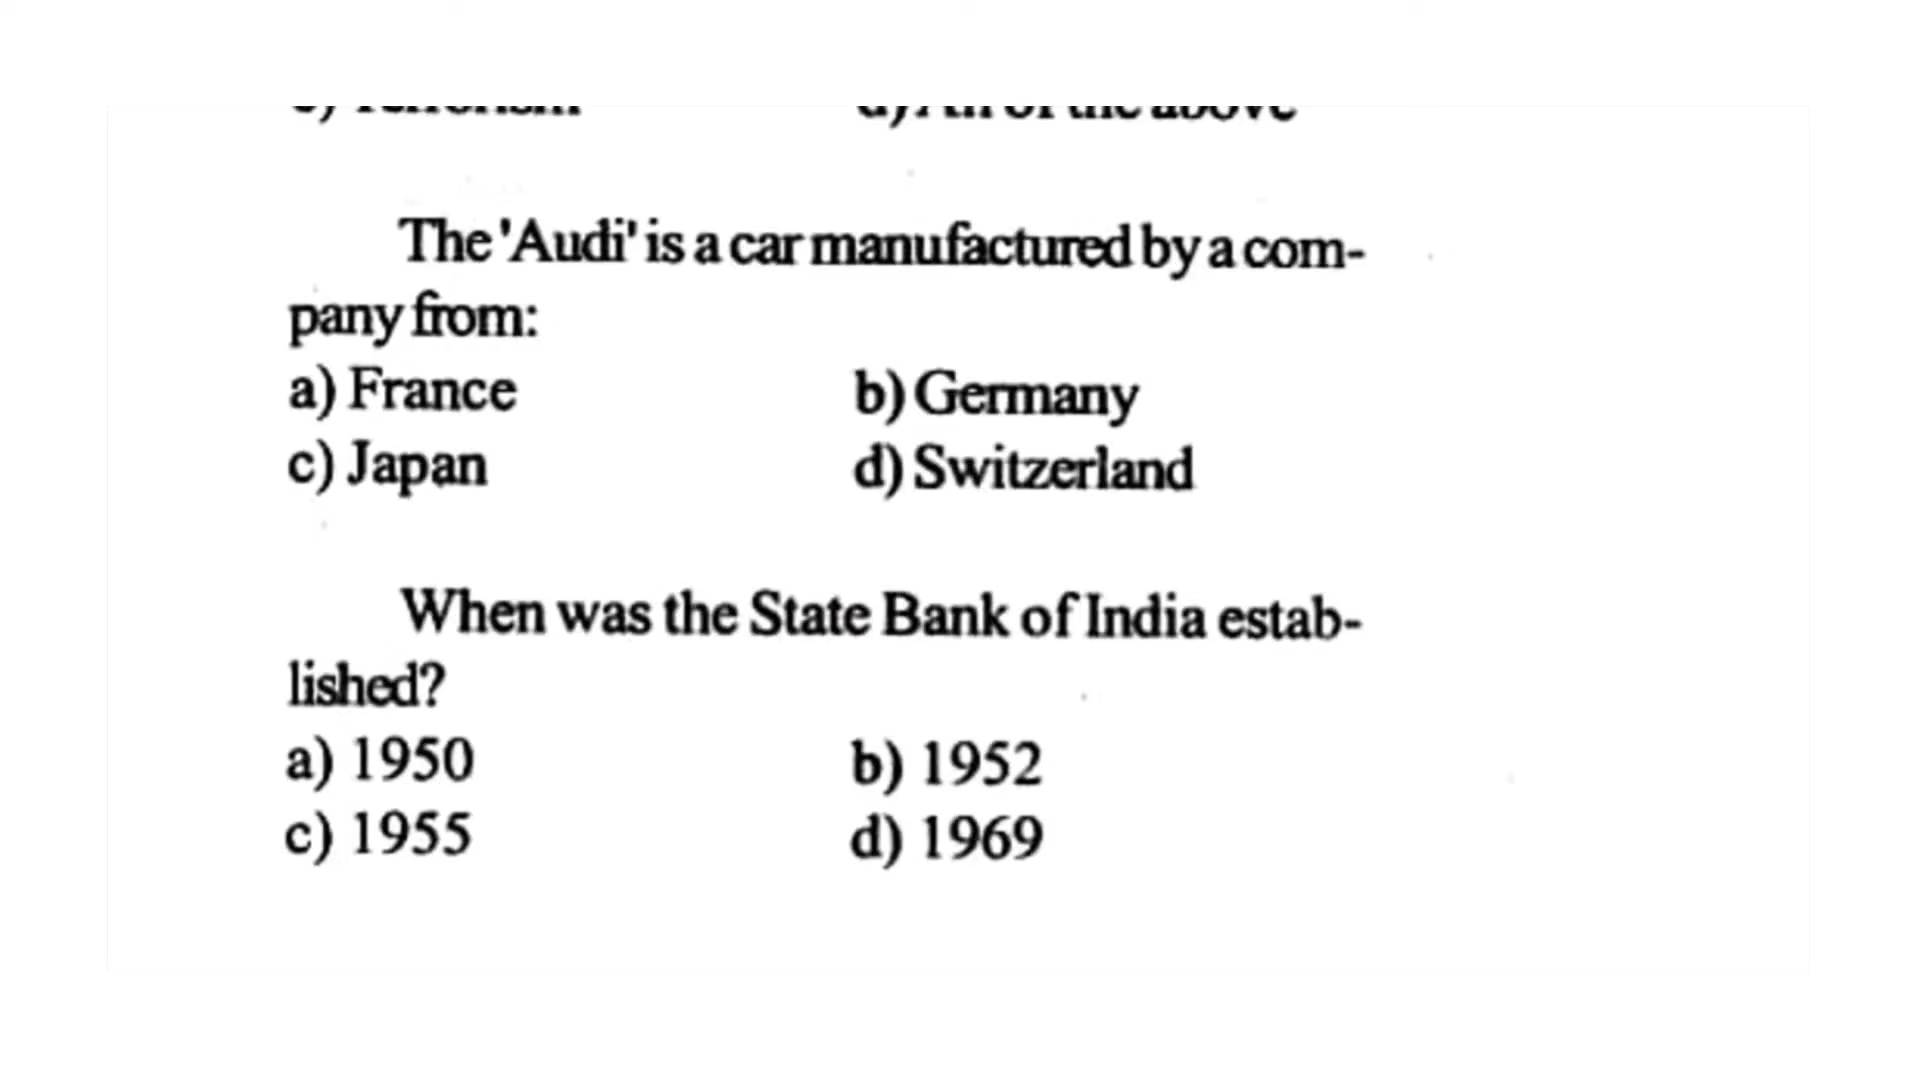 The 'Audi' is a car manufactured by a com-
pany from:
a) France b) Germany
c) Japan d) Switzerland
When was the State Bank of India estab-
lished?
a) 1950 b) 1952
c) 1955 d) 1969